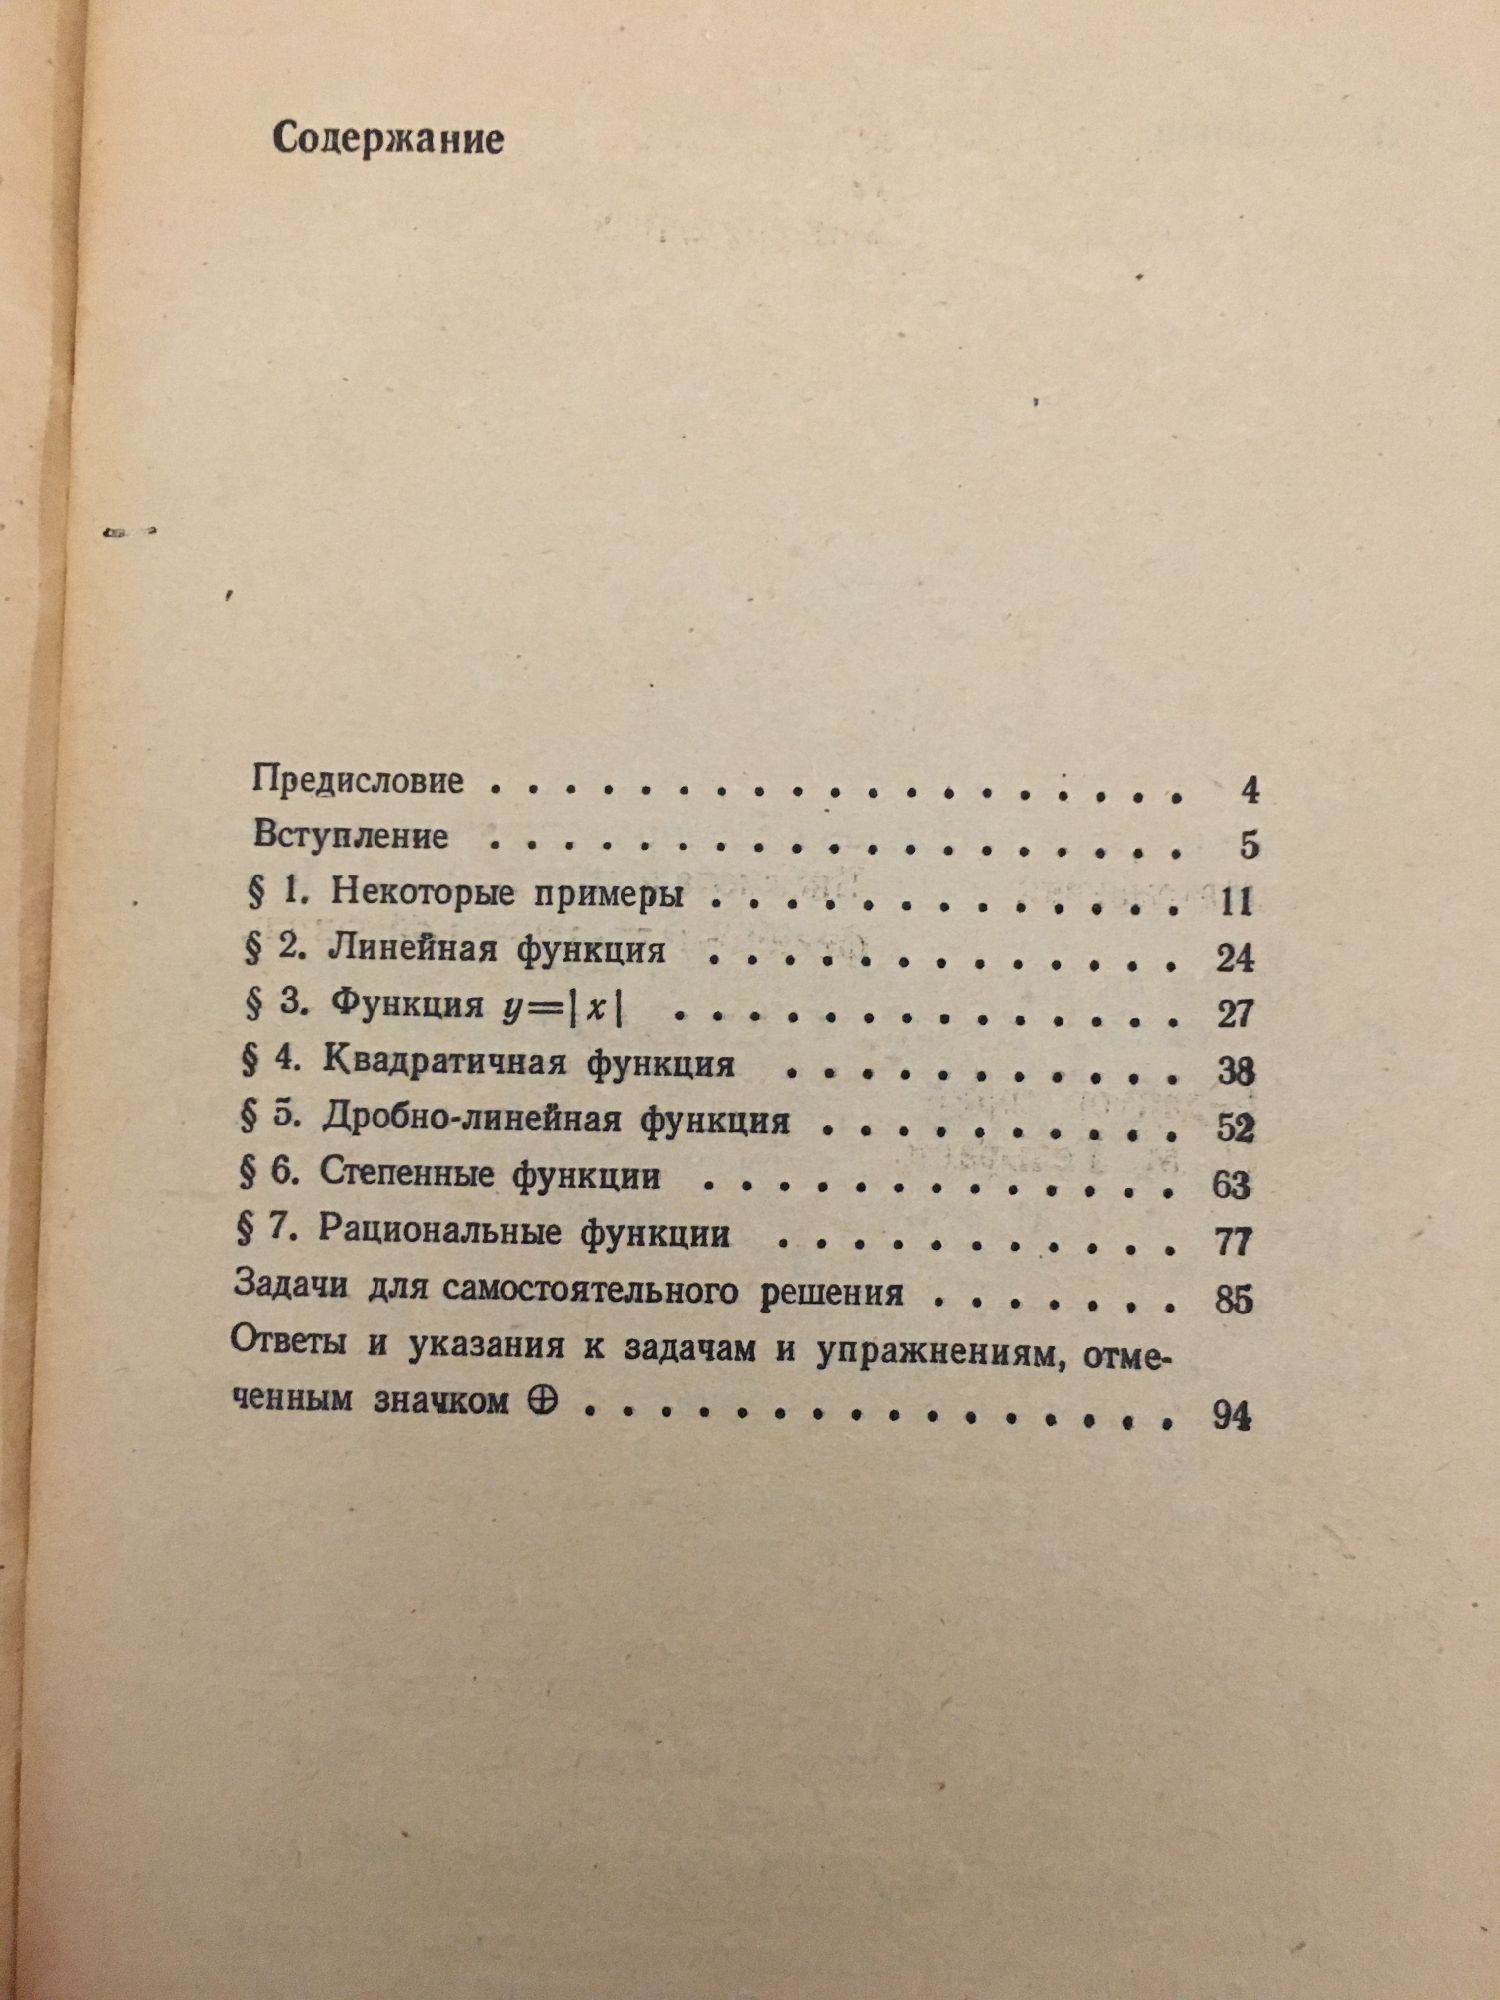 Содержание
Предисловие . . . . . . . . . . . . . . . . . . . 4
Вступление . . . . . . . . . . . . . . . . . . . 5
§ 1. Некоторые примеры . . . . . . . . . . . . . 11
§ 2. Линейная функция . . . . . . . . . . . . . 24
§ 3. Функция y=|x| . . . . . . . . . . . . . . 27
§ 4. Квадратичная функция . . . . . . . . . . . 38
§ 5. Дробно-линейная функция . . . . . . . . . . 52
§ 6. Степенные функции . . . . . . . . . . . . . 63
§ 7. Рациональные функции . . . . . . . . . . . 77
Задачи для самостоятельного решения . . . . . . . 85
Ответы и указания к задачам и упражнениям, отме-
ченным значком ⊕ . . . . . . . . . . . . . . . . 94